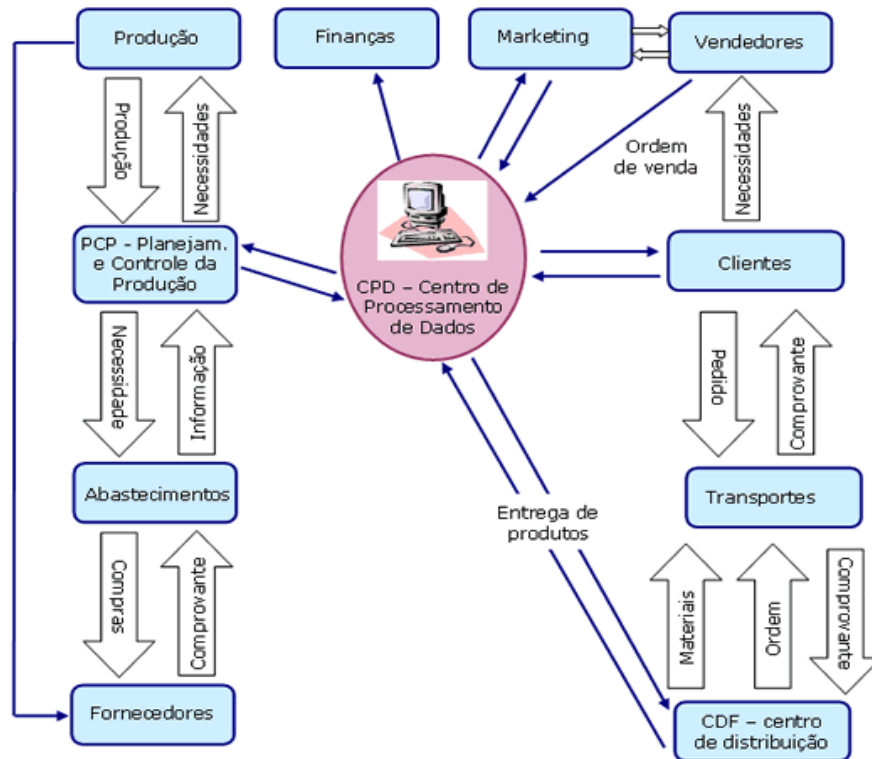 Produção
Finanças
Marketing
Vendedores
Produção
Necessidades
Ordem
de venda
Necessidades
PCP - Planejam.
e Controle da
Produção
CPD – Centro de
Processamento
de Dados
Clientes
Necessidade
Informação
Pedido
Comprovante
Abastecimentos
Transportes
Entrega de
produtos
Compras
Comprovante
Materiais
Ordem
Comprovante
Fornecedores
CDF – centro
de distribuição